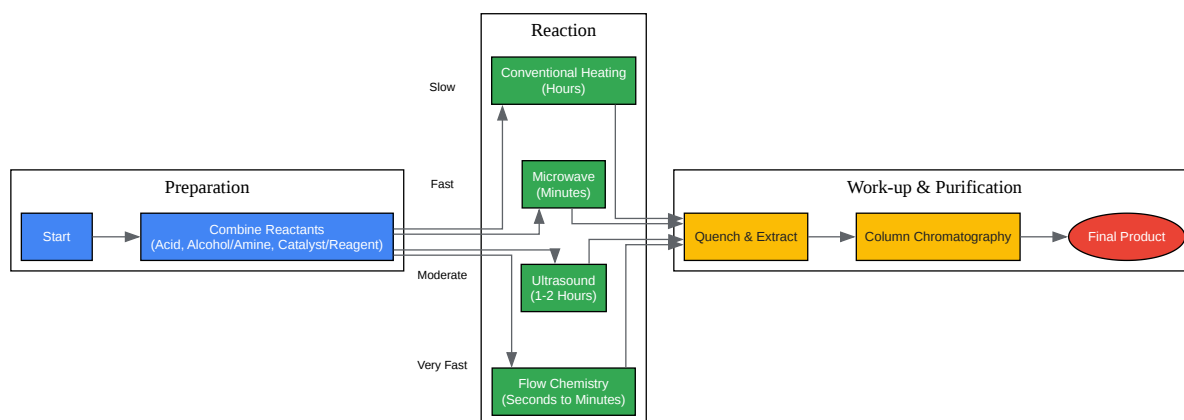 Preparation
Start
Combine Reactants
(Acid, Alcohol/Amine, Catalyst/Reagent)
Slow
Fast
Moderate
Very Fast
Reaction
Conventional Heating
(Hours)
Microwave
(Minutes)
Ultrasound
(1-2 Hours)
Flow Chemistry
(Seconds to Minutes)
Work-up & Purification
Quench & Extract
Column Chromatography
Final Product